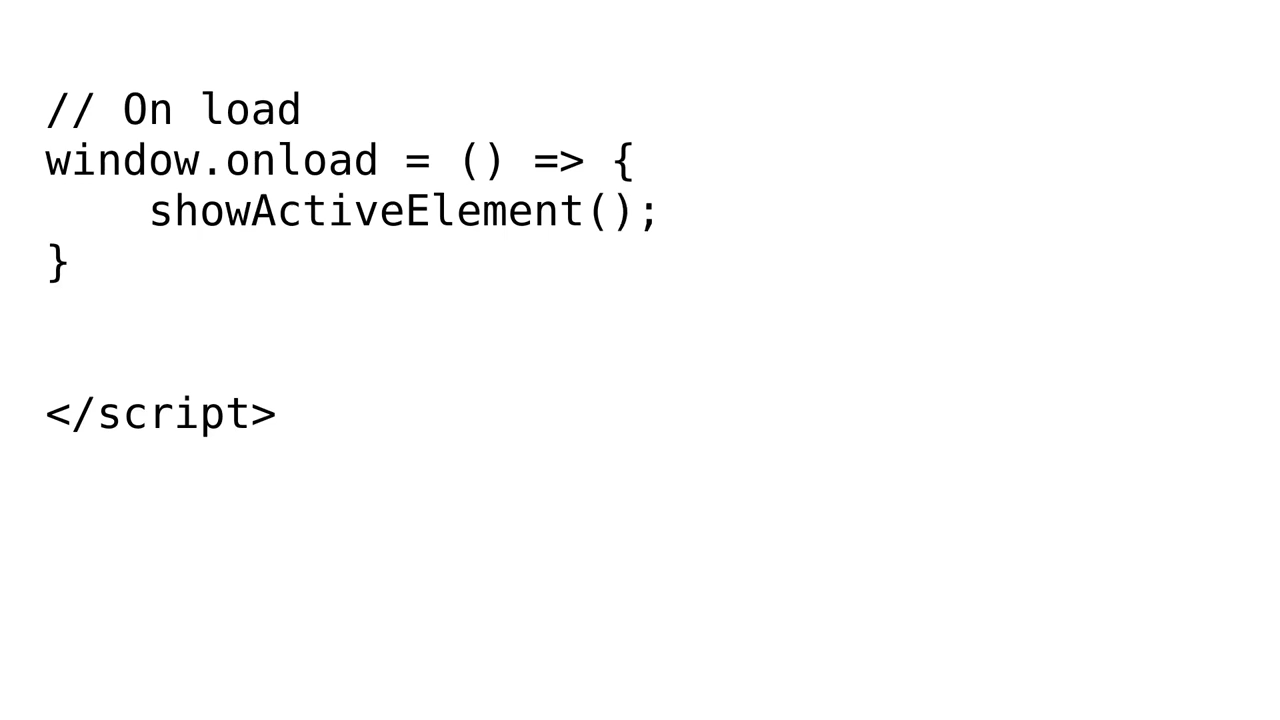 // On load
window.onload = () => {
    showActiveElement();
}
</script>